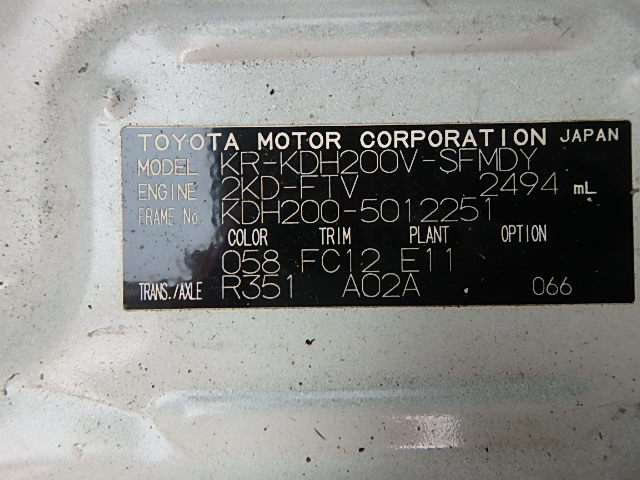 TOYOTA MOTOR CORPORATION JAPAN
MODEL KR-KDH200V-SFMDY
ENGINE 2KD-FTV 2494 mL
FRAME No. KDH200-5012251
COLOR TRIM PLANT OPTION
058 FC12 E11
TRANS./AXLE R351 A02A 066